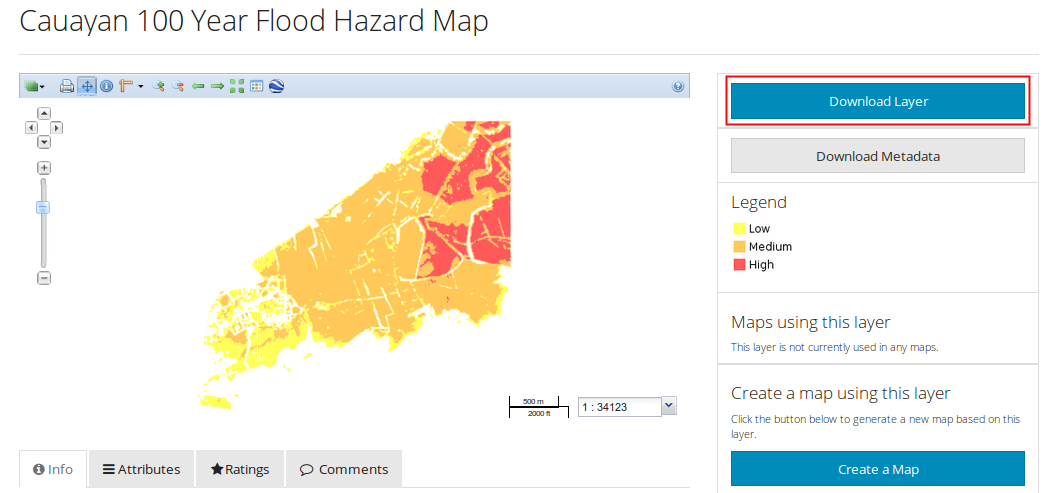 Cauayan 100 Year Flood Hazard Map
Download Layer
Download Metadata
Legend
Low
Medium
High
Maps using this layer
This layer is not currently used in any maps.
Create a map using this layer
Click the button below to generate a new map based on this
layer.
Create a Map
500 m
2000 ft
1 : 34123
Info
Attributes
Ratings
Comments